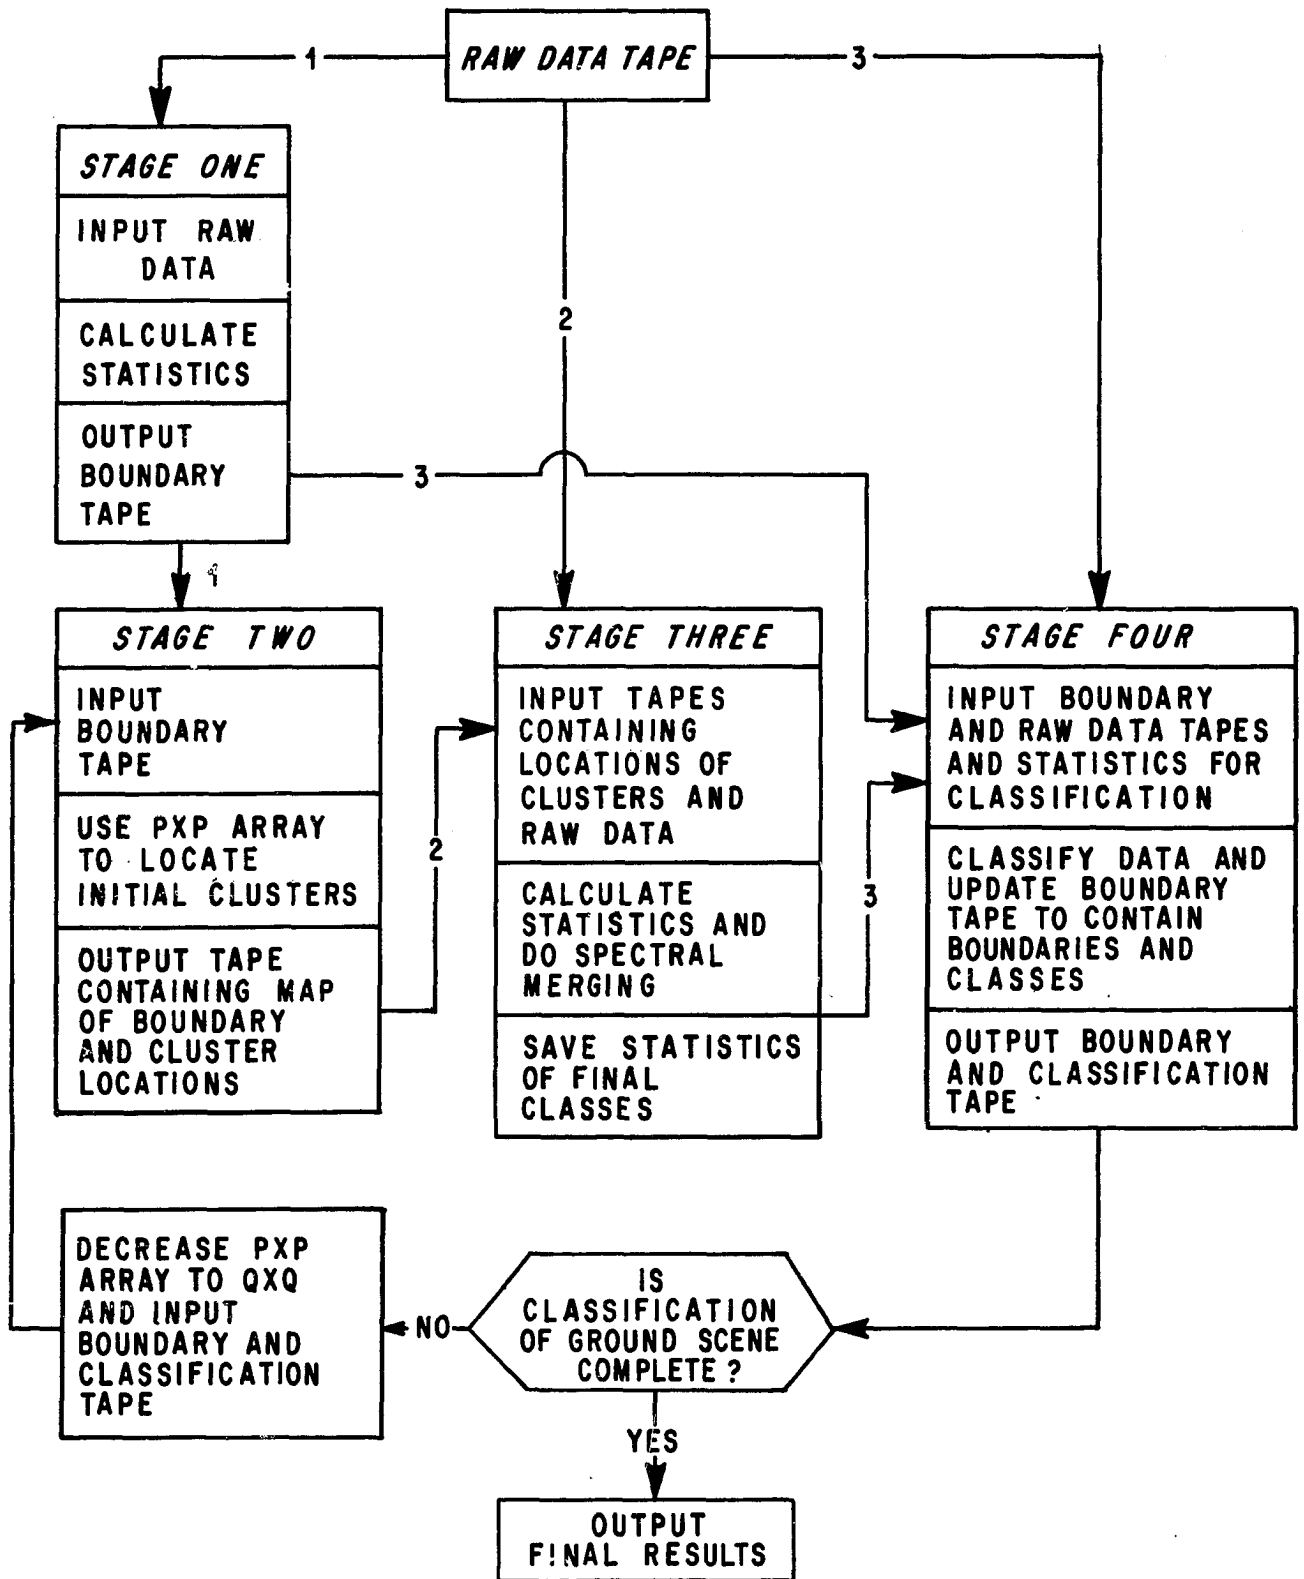 RAW DATA TAPE
1
3
STAGE ONE
INPUT RAW
DATA
CALCULATE
STATISTICS
OUTPUT
BOUNDARY
TAPE
2
3
1
STAGE TWO
INPUT
BOUNDARY
TAPE
USE PXP ARRAY
TO LOCATE
INITIAL CLUSTERS
OUTPUT TAPE
CONTAINING MAP
OF BOUNDARY
AND CLUSTER
LOCATIONS
2
STAGE THREE
INPUT TAPES
CONTAINING
LOCATIONS OF
CLUSTERS AND
RAW DATA
CALCULATE
STATISTICS AND
DO SPECTRAL
MERGING
SAVE STATISTICS
OF FINAL
CLASSES
3
STAGE FOUR
INPUT BOUNDARY
AND RAW DATA TAPES
AND STATISTICS FOR
CLASSIFICATION
CLASSIFY DATA AND
UPDATE BOUNDARY
TAPE TO CONTAIN
BOUNDARIES AND
CLASSES
OUTPUT BOUNDARY
AND CLASSIFICATION
TAPE
IS
CLASSIFICATION
OF GROUND SCENE
COMPLETE?
NO
DECREASE PXP
ARRAY TO QXQ
AND INPUT
BOUNDARY AND
CLASSIFICATION
TAPE
YES
OUTPUT
FINAL RESULTS